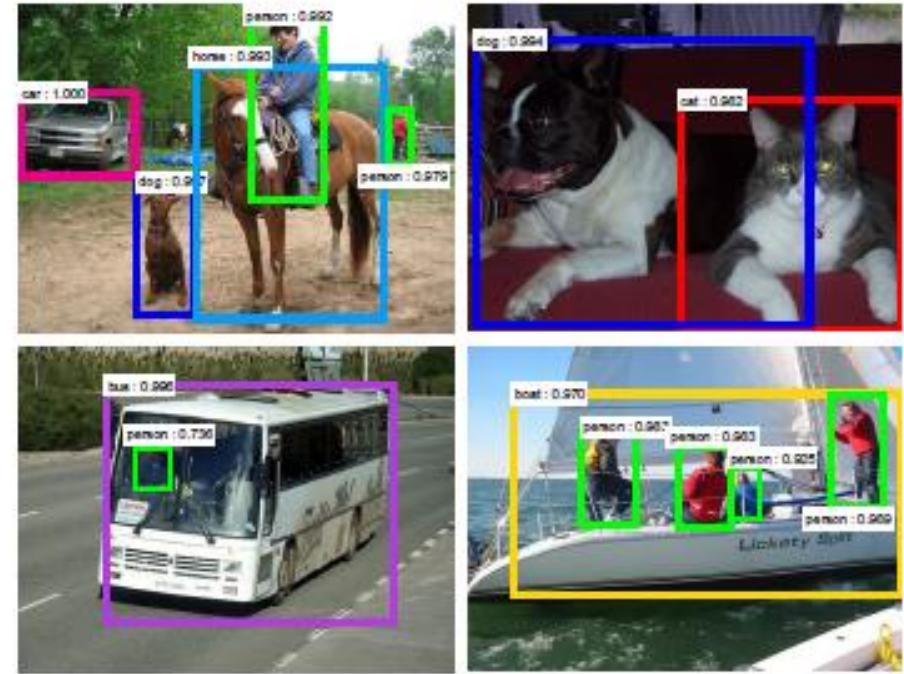 person : 0.992
horse : 0.993
car : 1.000
person : 0.979
dog : 0.997
dog : 0.994
cat : 0.982
bus : 0.996
person : 0.736
boat : 0.970
person : 0.983
person : 0.925
person : 0.989
Lickety Split